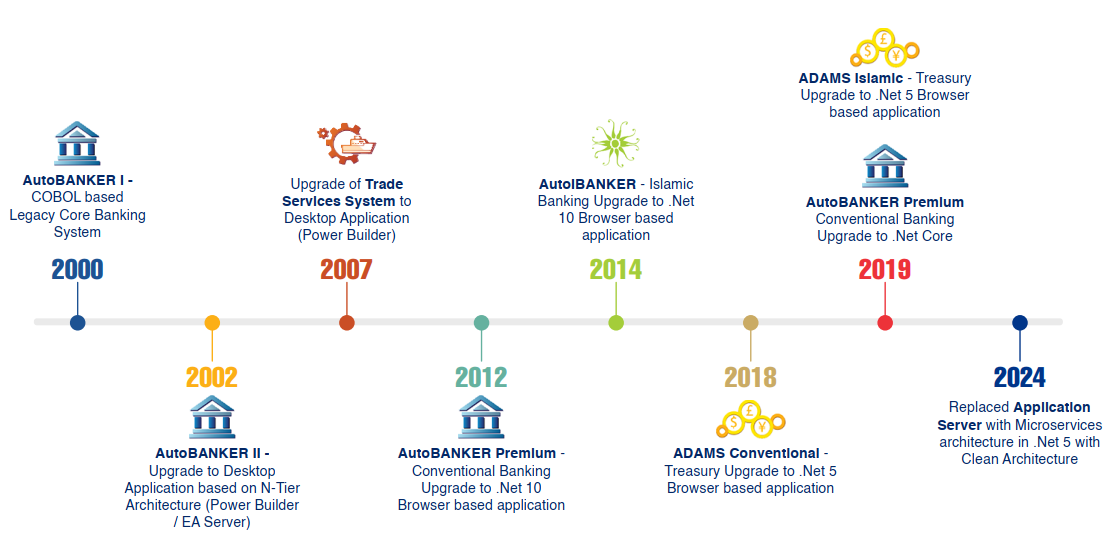 ADAMS Islamic - Treasury
Upgrade to .Net 5 Browser
based application
AutoBANKER I -
COBOL based
Legacy Core Banking
System
2000
Upgrade of Trade
Services System to
Desktop Application
(Power Builder)
2007
AutoIBANKER - Islamic
Banking Upgrade to .Net
10 Browser based
application
2014
AutoBANKER Premium
Conventional Banking
Upgrade to .Net Core
2019
2002
AutoBANKER II -
Upgrade to Desktop
Application based on N-Tier
Architecture (Power Builder
/ EA Server)
2012
AutoBANKER Premium -
Conventional Banking
Upgrade to .Net 10
Browser based application
2018
$ £ ¥
ADAMS Conventional -
Treasury Upgrade to .Net 5
Browser based application
2024
Replaced Application
Server with Microservices
architecture in .Net 5 with
Clean Architecture